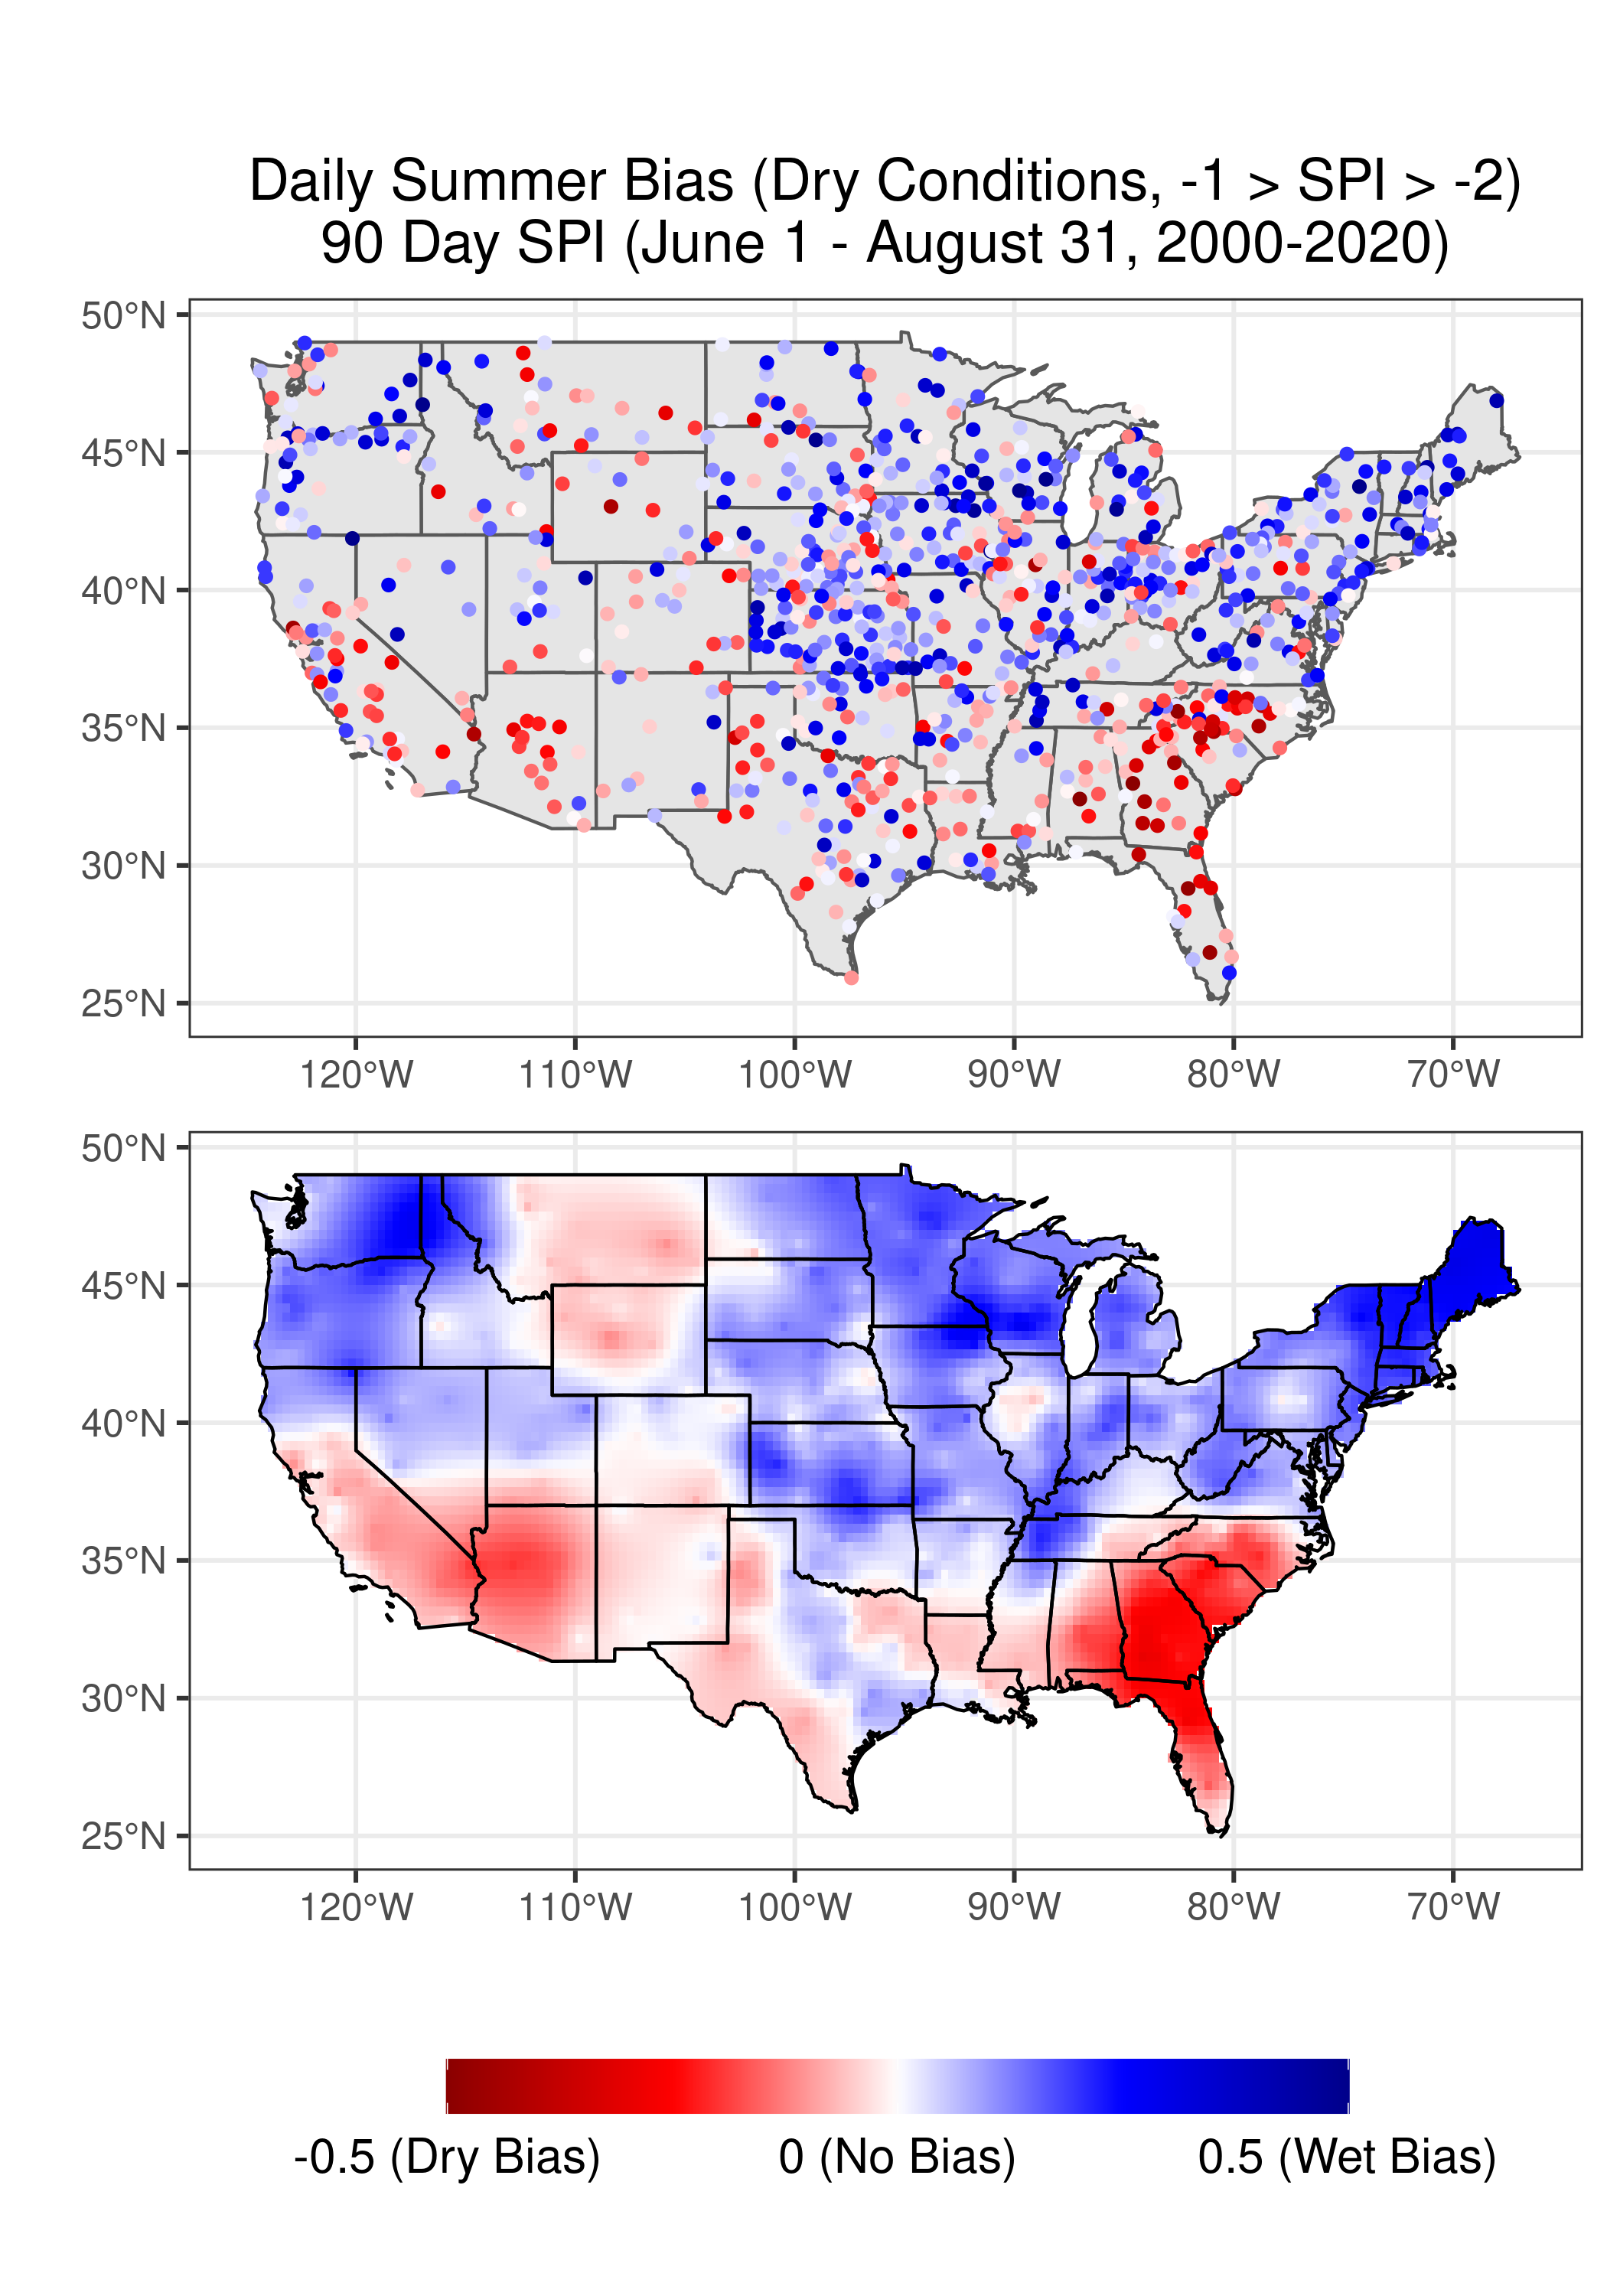 Daily Summer Bias (Dry Conditions, -1 > SPI > -2)
90 Day SPI (June 1 - August 31, 2000-2020)
50°N
45°N
40°N
35°N
30°N
25°N
120°W 110°W 100°W 90°W 80°W 70°W
50°N
45°N
40°N
35°N
30°N
25°N
120°W 110°W 100°W 90°W 80°W 70°W
-0.5 (Dry Bias) 0 (No Bias) 0.5 (Wet Bias)